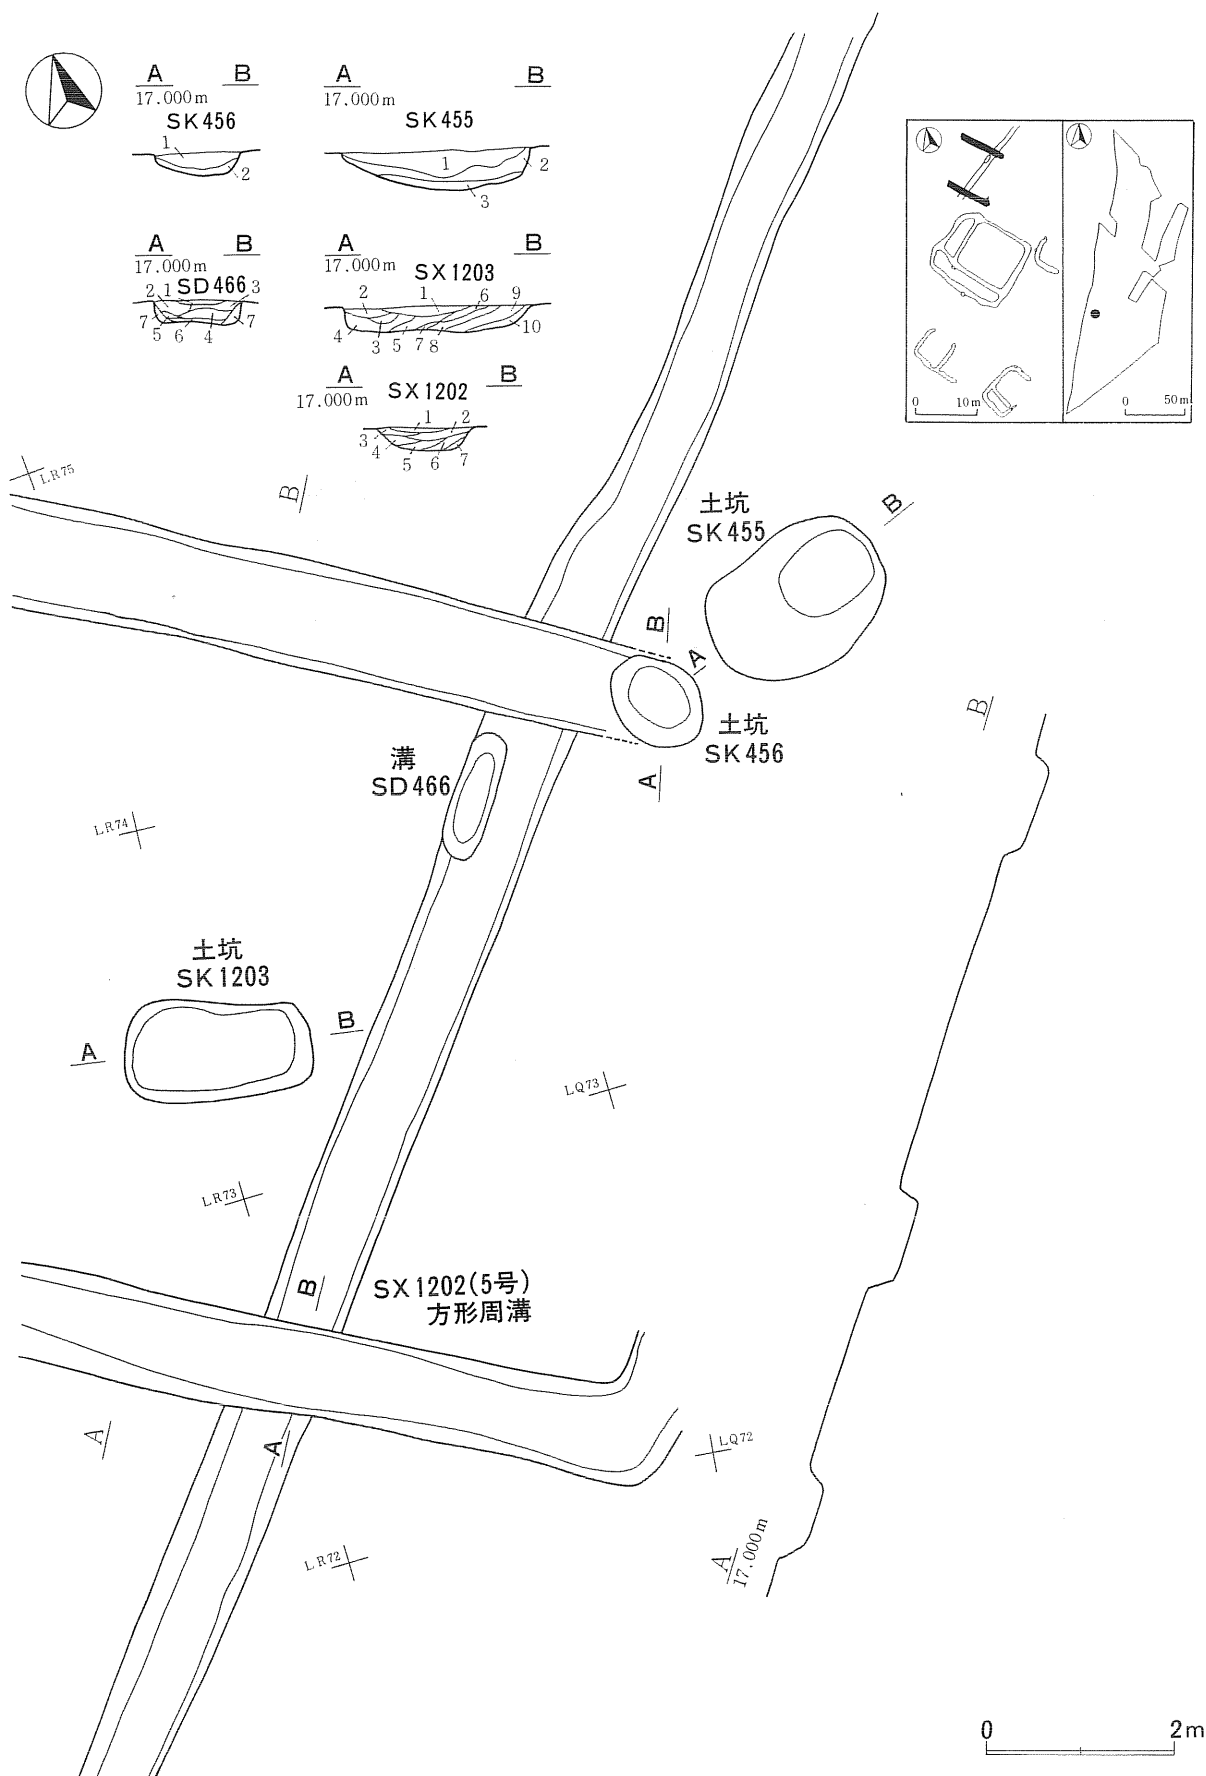 A B
17.000m
SK456
1
2
A B
17.000m
SK455
1
2
3
A B
17.000m
SD466
2 1 3
7 5 6 4 7
A B
17.000m
SX1203
2 1 6 9
4 3 5 7 8 10
A B
17.000m
SX1202
1 2
3 4 5 6 7
0 10m
0 50m
LR75
B
土坑
SK455
B
B
A
土坑
SK456
A
B
溝
SD466
LR74
土坑
SK1203
A B
LQ73
LR73
B
SX1202(5号)
方形周溝
A
A
LQ72
A
17.000m
LR72
0 2m